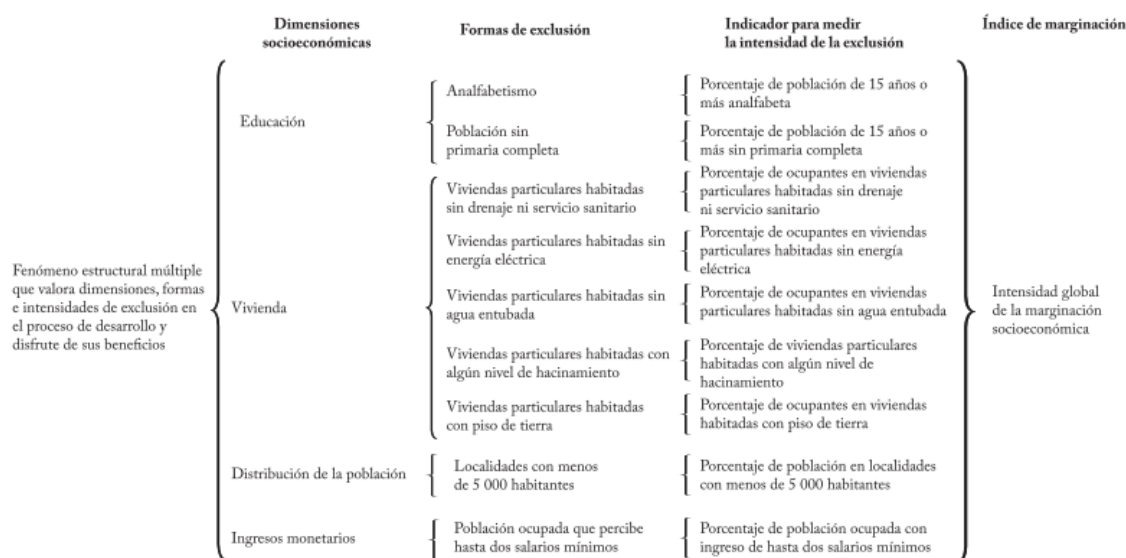 Dimensiones
socioeconómicas
Formas de exclusión
Indicador para medir
la intensidad de la exclusión
Índice de marginación
Fenómeno estructural múltiple
que valora dimensiones, formas
e intensidades de exclusión en
el proceso de desarrollo y
disfrute de sus beneficios
Educación
Analfabetismo
Porcentaje de población de 15 años o
más analfabeta
Población sin
primaria completa
Porcentaje de población de 15 años o
más sin primaria completa
Vivienda
Viviendas particulares habitadas
sin drenaje ni servicio sanitario
Porcentaje de ocupantes en viviendas
particulares habitadas sin drenaje
ni servicio sanitario
Viviendas particulares habitadas sin
energía eléctrica
Porcentaje de ocupantes en viviendas
particulares habitadas sin energía
eléctrica
Viviendas particulares habitadas sin
agua entubada
Porcentaje de ocupantes en viviendas
particulares habitadas sin agua entubada
Viviendas particulares habitadas con
algún nivel de hacinamiento
Porcentaje de viviendas particulares
habitadas con algún nivel de
hacinamiento
Viviendas particulares habitadas
con piso de tierra
Porcentaje de ocupantes en viviendas
habitadas con piso de tierra
Distribución de la población
Localidades con menos
de 5 000 habitantes
Porcentaje de población en localidades
con menos de 5 000 habitantes
Ingresos monetarios
Población ocupada que percibe
hasta dos salarios mínimos
Porcentaje de población ocupada con
ingreso de hasta dos salarios mínimos
Intensidad global
de la marginación
socioeconómica